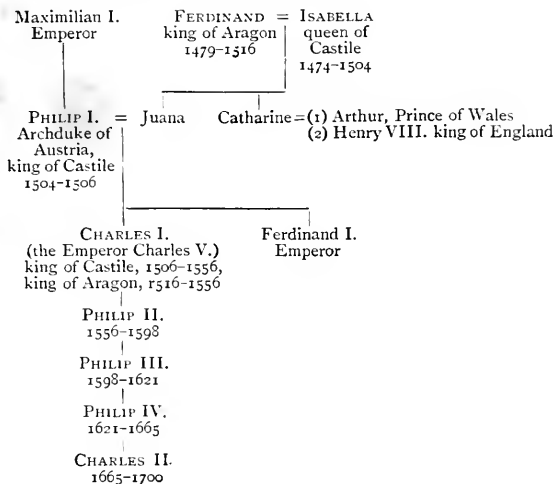 Maximilian I.
Emperor
FERDINAND = ISABELLA
king of Aragon queen of
1479–1516 Castile
1474–1504
PHILIP I. = Juana Catharine=(1) Arthur, Prince of Wales
Archduke of (2) Henry VIII. king of England
Austria,
king of Castile
1504–1506
CHARLES I. Ferdinand I.
(the Emperor Charles V.) Emperor
king of Castile, 1506–1556,
king of Aragon, r516–1556
PHILIP II.
1556–1598
PHILIP III.
1598–1621
PHILIP IV.
1621–1665
CHARLES II.
1665–1700